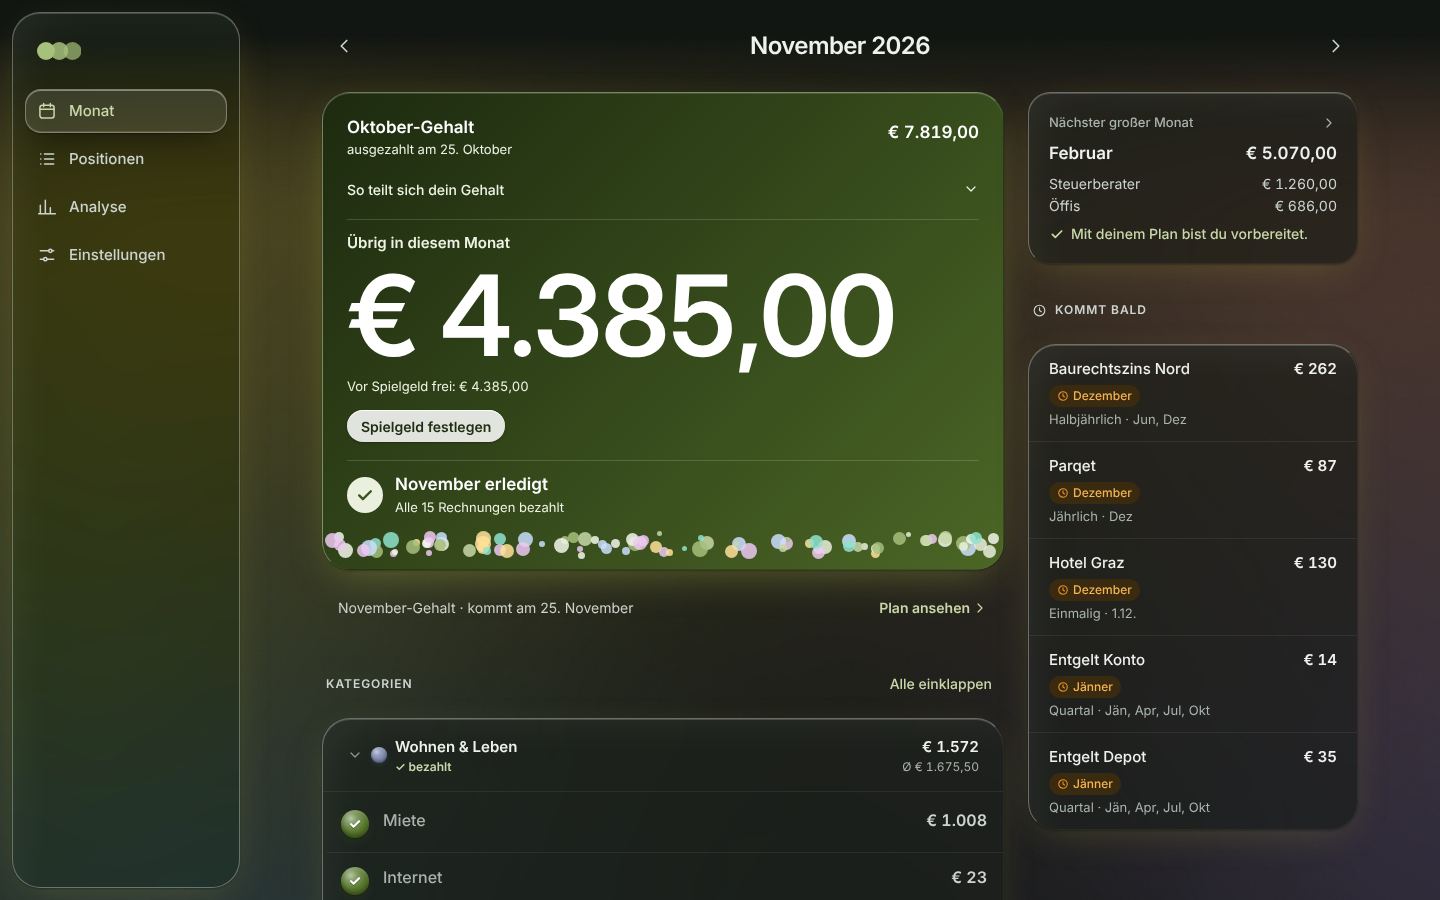 Monat
Positionen
Analyse
Einstellungen
November 2026
Oktober-Gehalt
€ 7.819,00
ausgezahlt am 25. Oktober
So teilt sich dein Gehalt
Übrig in diesem Monat
€ 4.385,00
Vor Spielgeld frei: € 4.385,00
Spielgeld festlegen
November erledigt
Alle 15 Rechnungen bezahlt
November-Gehalt · kommt am 25. November
Plan ansehen
KATEGORIEN
Alle einklappen
Wohnen & Leben
€ 1.572
bezahlt
Ø € 1.675,50
Miete
€ 1.008
Internet
€ 23
Nächster großer Monat
Februar
€ 5.070,00
Steuerberater
€ 1.260,00
Öffis
€ 686,00
Mit deinem Plan bist du vorbereitet.
KOMMT BALD
Baurechtszins Nord
€ 262
Dezember
Halbjährlich · Jun, Dez
Parqet
€ 87
Dezember
Jährlich · Dez
Hotel Graz
€ 130
Dezember
Einmalig · 1.12.
Entgelt Konto
€ 14
Jänner
Quartal · Jän, Apr, Jul, Okt
Entgelt Depot
€ 35
Jänner
Quartal · Jän, Apr, Jul, Okt